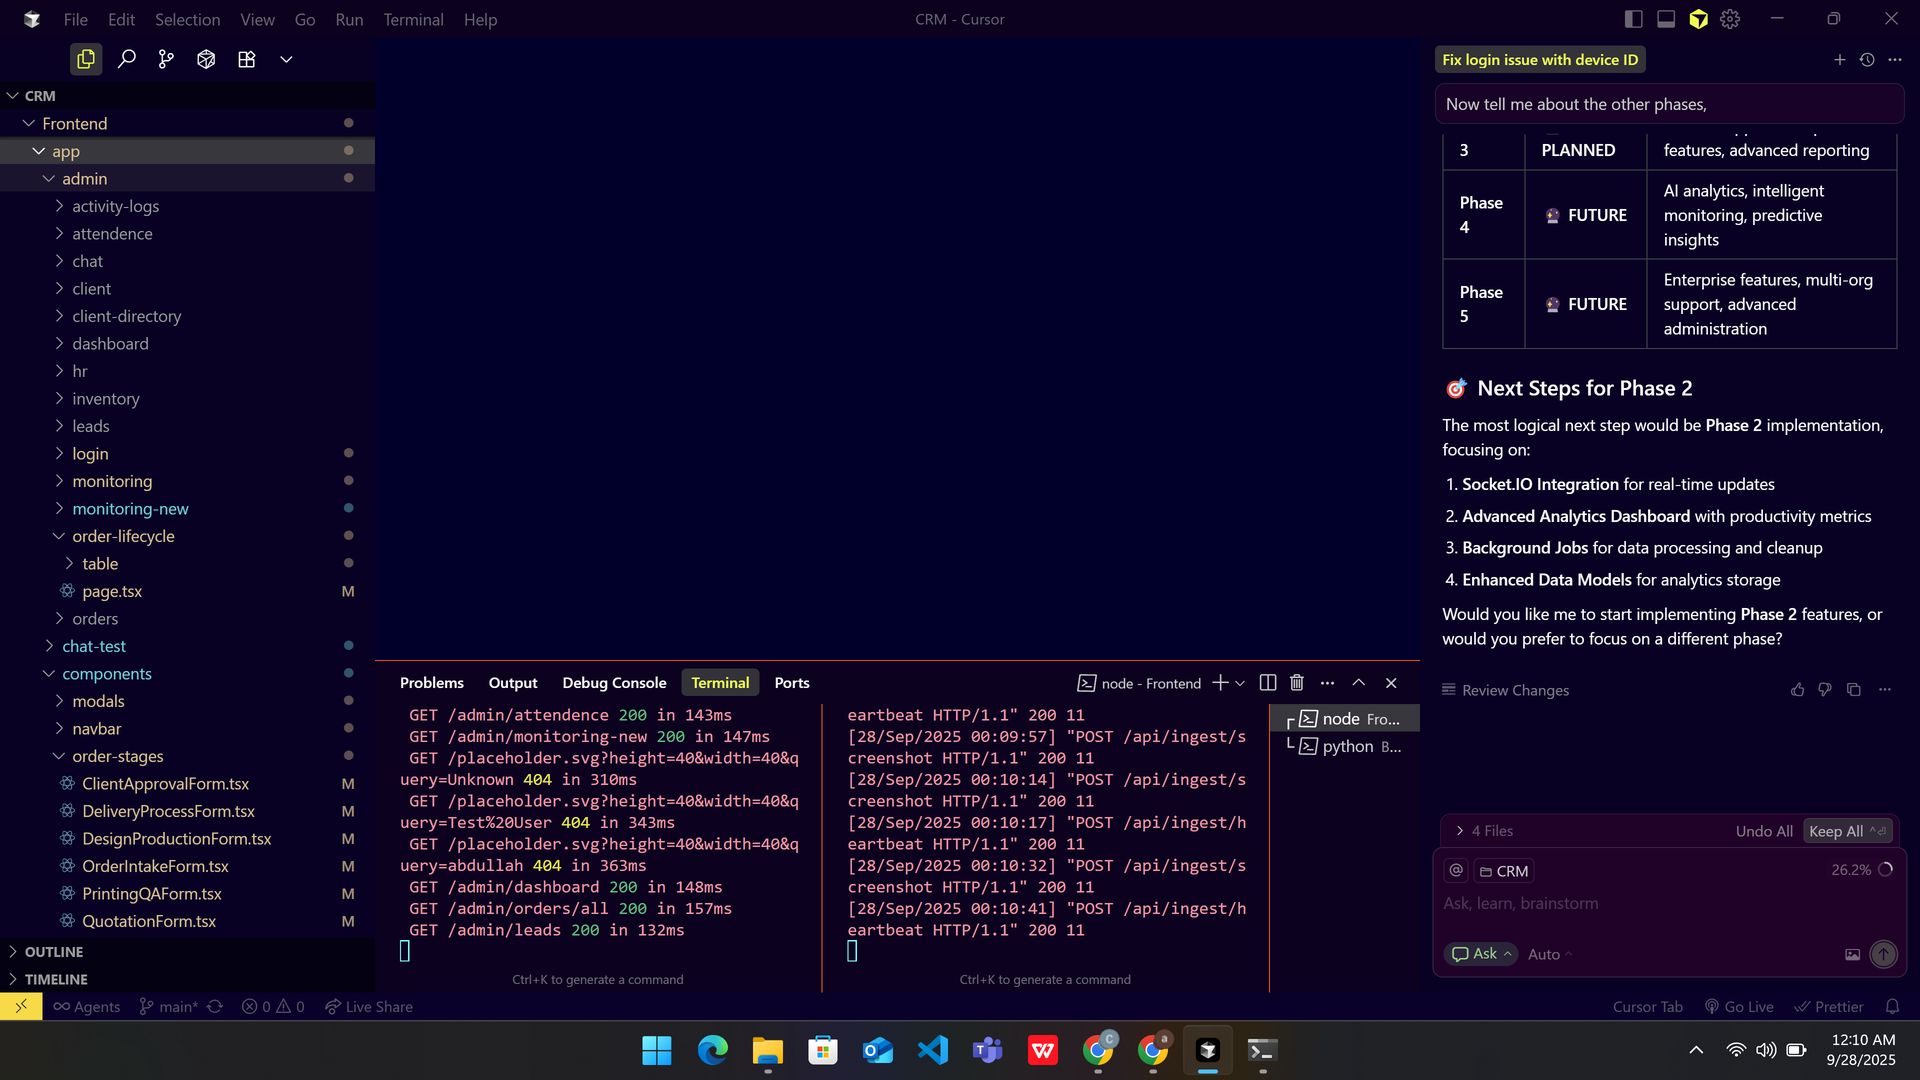 File Edit Selection View Go Run Terminal Help
CRM - Cursor
CRM
Frontend
app
admin
activity-logs
attendence
chat
client
client-directory
dashboard
hr
inventory
leads
login
monitoring
monitoring-new
order-lifecycle
table
page.tsx M
orders
chat-test
components
modals
navbar
order-stages
ClientApprovalForm.tsx M
DeliveryProcessForm.tsx M
DesignProductionForm.tsx M
OrderIntakeForm.tsx M
PrintingQAForm.tsx M
QuotationForm.tsx M
OUTLINE
TIMELINE
Problems Output Debug Console Terminal Ports
node - Frontend
GET /admin/attendence 200 in 143ms
GET /admin/monitoring-new 200 in 147ms
GET /placeholder.svg?height=40&width=40&q
uery=Unknown 404 in 310ms
GET /placeholder.svg?height=40&width=40&q
uery=Test%20User 404 in 343ms
GET /placeholder.svg?height=40&width=40&q
uery=abdullah 404 in 363ms
GET /admin/dashboard 200 in 148ms
GET /admin/orders/all 200 in 157ms
GET /admin/leads 200 in 132ms
Ctrl+K to generate a command
eartbeat HTTP/1.1" 200 11
[28/Sep/2025 00:09:57] "POST /api/ingest/s
creenshot HTTP/1.1" 200 11
[28/Sep/2025 00:10:14] "POST /api/ingest/s
creenshot HTTP/1.1" 200 11
[28/Sep/2025 00:10:17] "POST /api/ingest/h
eartbeat HTTP/1.1" 200 11
[28/Sep/2025 00:10:32] "POST /api/ingest/s
creenshot HTTP/1.1" 200 11
[28/Sep/2025 00:10:41] "POST /api/ingest/h
eartbeat HTTP/1.1" 200 11
Ctrl+K to generate a command
node Fro...
python B...
Fix login issue with device ID
Now tell me about the other phases,
3 PLANNED features, advanced reporting
Phase 4 FUTURE AI analytics, intelligent
monitoring, predictive
insights
Phase 5 FUTURE Enterprise features, multi-org
support, advanced
administration
🎯 Next Steps for Phase 2
The most logical next step would be Phase 2 implementation,
focusing on:
1. Socket.IO Integration for real-time updates
2. Advanced Analytics Dashboard with productivity metrics
3. Background Jobs for data processing and cleanup
4. Enhanced Data Models for analytics storage
Would you like me to start implementing Phase 2 features, or
would you prefer to focus on a different phase?
Review Changes
4 Files Undo All Keep All
@ CRM 26.2%
Ask, learn, brainstorm
Ask Auto
Agents main* 0 0 Live Share
Cursor Tab Go Live Prettier
12:10 AM
9/28/2025